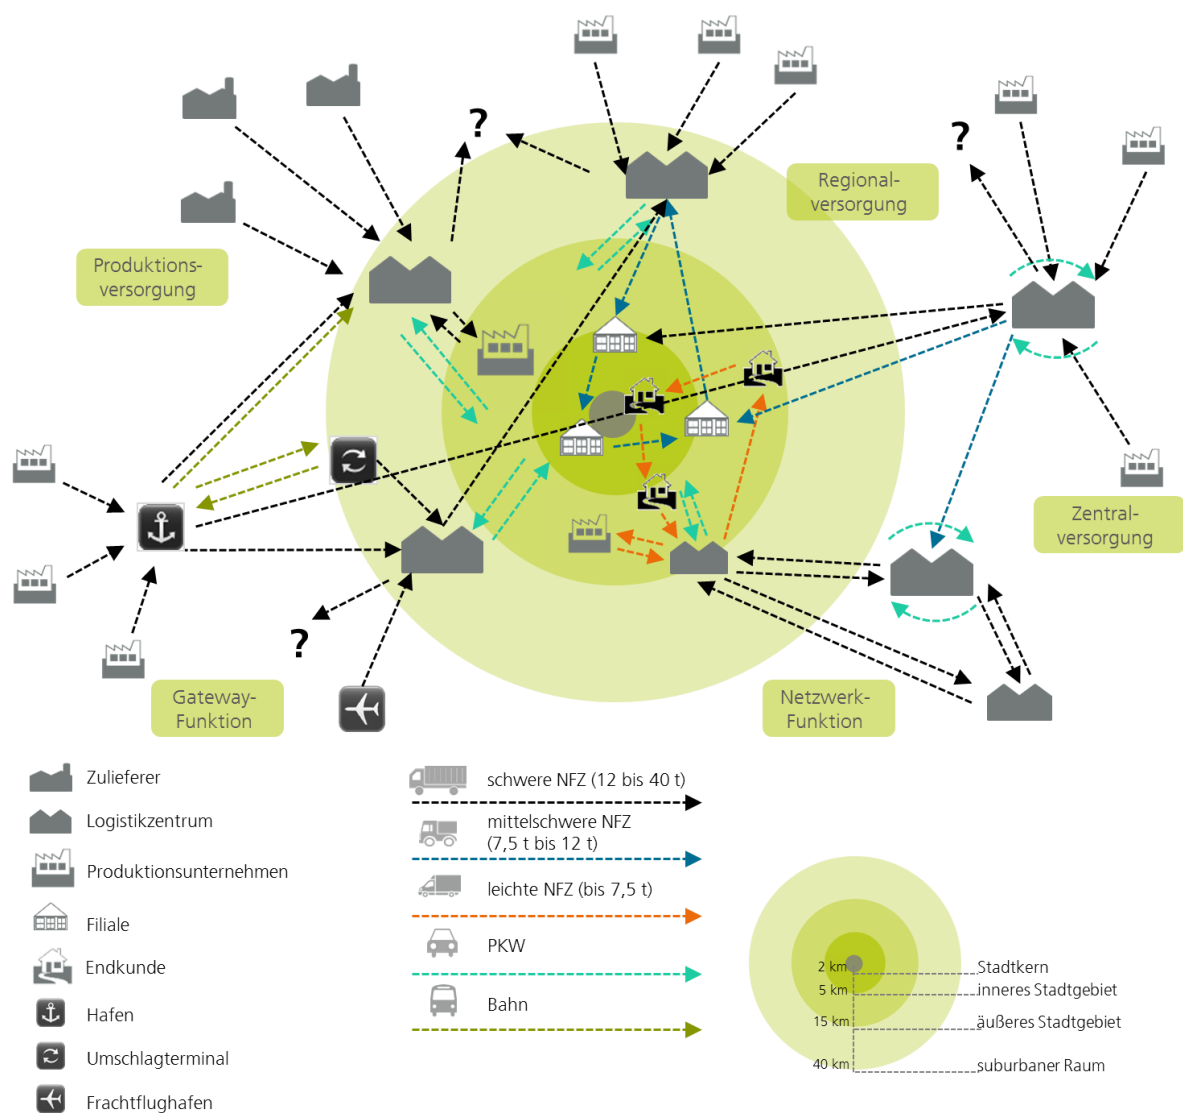 ?
?
Regional-
versorgung
Produktions-
versorgung
Zentral-
versorgung
?
Gateway-
Funktion
Netzwerk-
Funktion
Zulieferer
Logistikzentrum
Produktionsunternehmen
Filiale
Endkunde
Hafen
Umschlagterminal
Frachtflughafen
schwere NFZ (12 bis 40 t)
mittelschwere NFZ
(7,5 t bis 12 t)
leichte NFZ (bis 7,5 t)
PKW
Bahn
2 km Stadtkern
5 km inneres Stadtgebiet
15 km äußeres Stadtgebiet
40 km suburbaner Raum